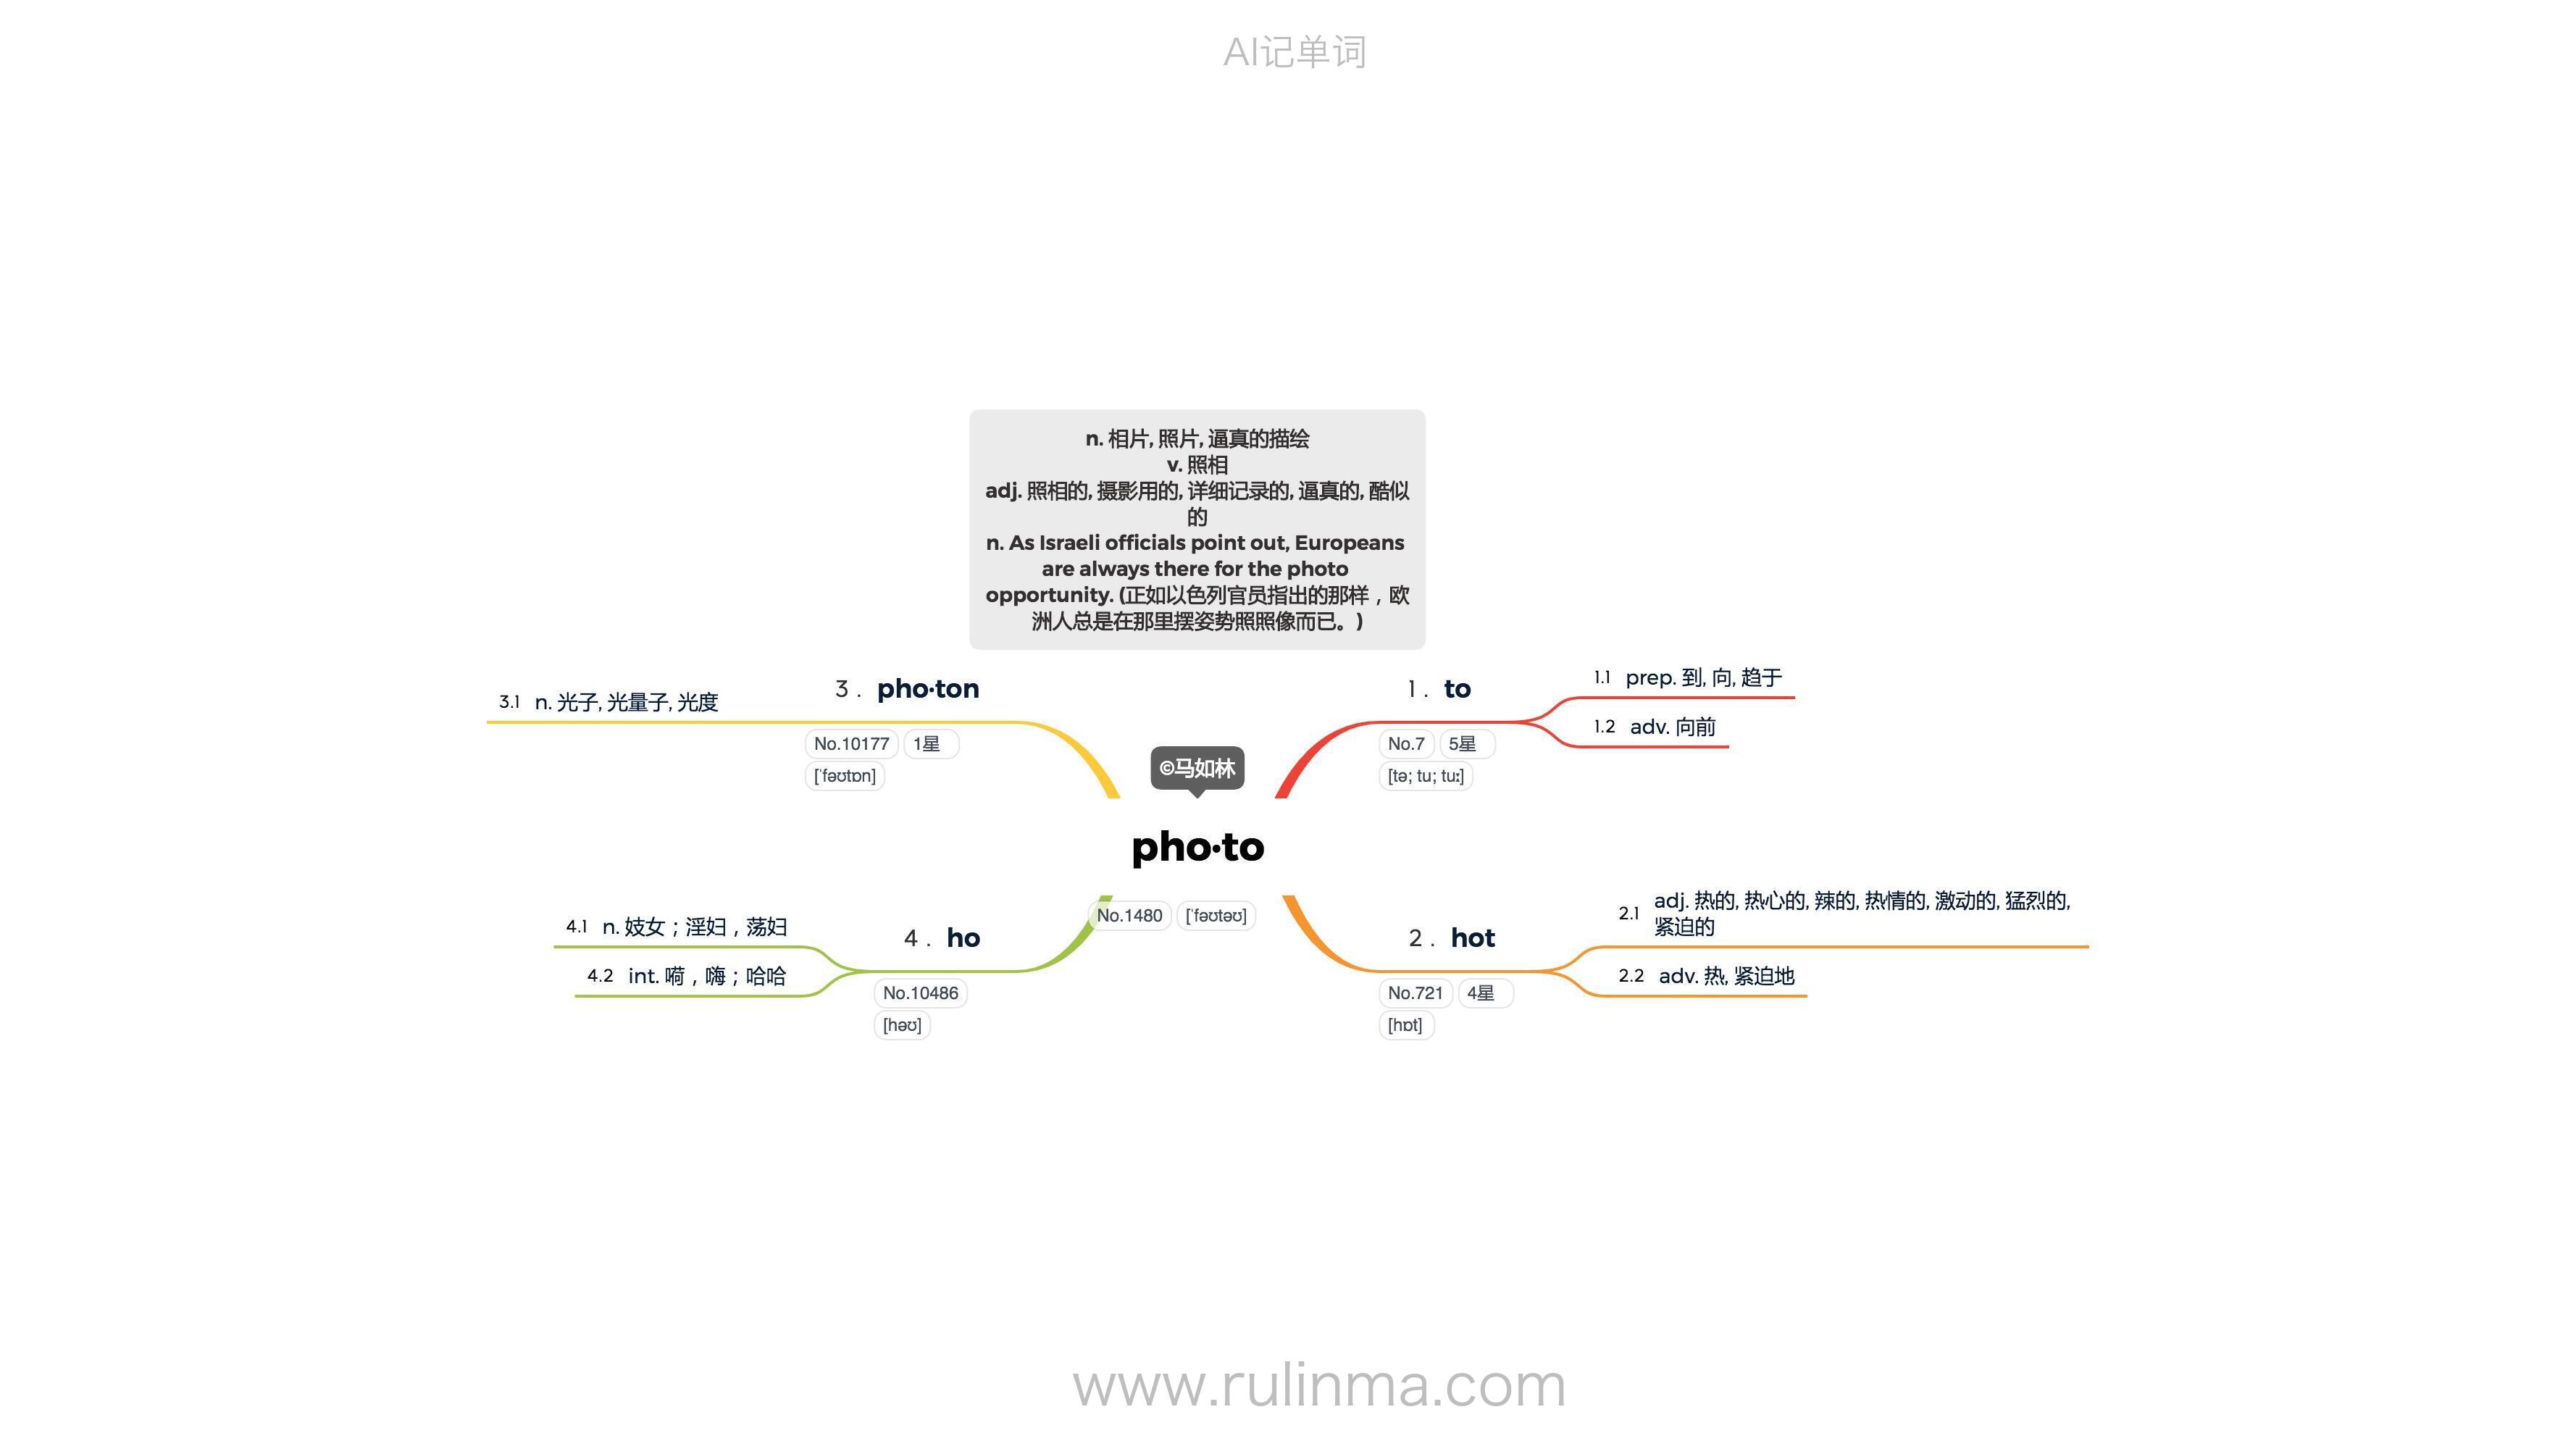 AI记单词
n. 相片, 照片, 逼真的描绘
v. 照相
adj. 照相的, 摄影用的, 详细记录的, 逼真的, 酷似
的
n. As Israeli officials point out, Europeans
are always there for the photo
opportunity. (正如以色列官员指出的那样，欧
洲人总是在那里摆姿势照照像而已。)
©马如林
pho·to
No.1480 [ˈfəʊtəʊ]
1. to
No.7 5星
[tə; tu; tuː]
1.1 prep. 到, 向, 趋于
1.2 adv. 向前
2. hot
No.721 4星
[hɒt]
2.1 adj. 热的, 热心的, 辣的, 热情的, 激动的, 猛烈的,
紧迫的
2.2 adv. 热, 紧迫地
3. pho·ton
No.10177 1星
[ˈfəʊtɒn]
3.1 n. 光子, 光量子, 光度
4. ho
No.10486
[həʊ]
4.1 n. 妓女；淫妇，荡妇
4.2 int. 嗬，嗨；哈哈
www.rulinma.com